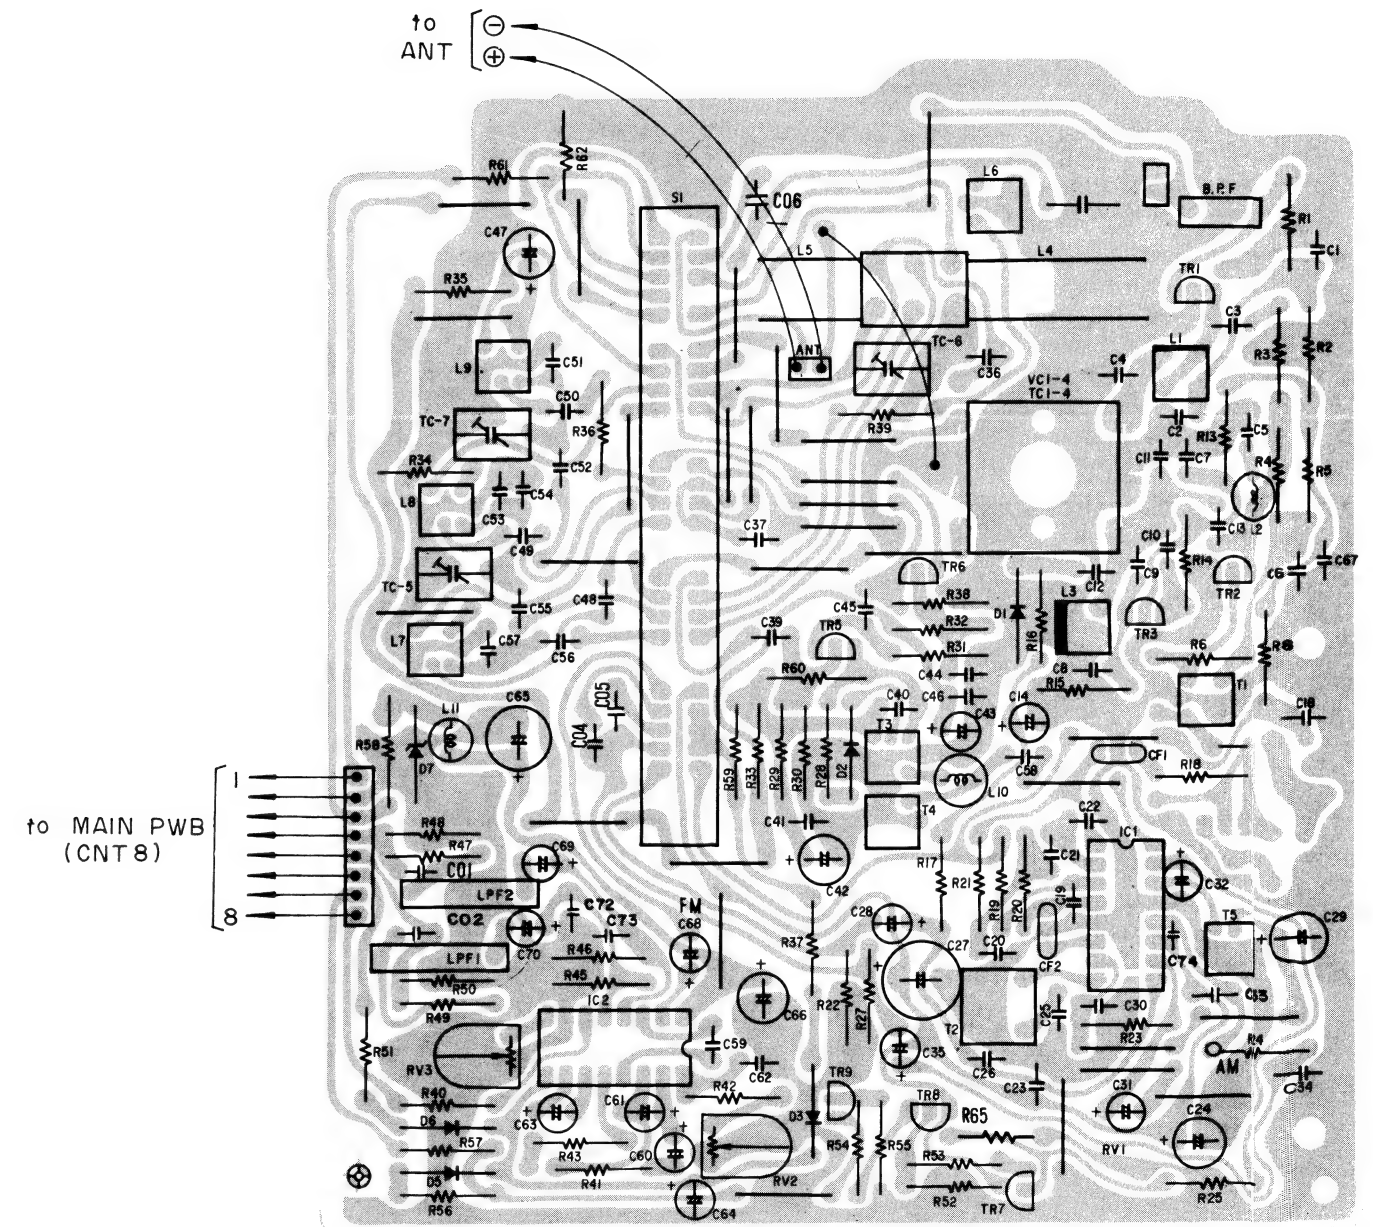 to ⊖
ANT ⊕
R61
R62
S1
C06
L6
B.P.F
R1
C1
C47
R35
L5
L4
TR1
C3
ANT
TC-6
C36
VC1-4
TC1-4
C4
L1
R3
R2
L9
C51
C50
TC-7
R36
R39
C2
R13
C5
C11
C7
R4
R5
R34
C52
L8
C53
C54
C49
C37
C13
L2
C10
R14
C9
TR2
C6
C67
TC-5
C55
C48
TR6
R38
R32
R31
D1
R16
C12
L3
TR3
C45
C39
TR5
L7
C57
C56
R60
C44
C46
C8
R15
R6
T1
C18
L11
C65
C05
C04
R58
D7
C40
T3
C43
C14
R59
R33
R29
R30
R28
D2
C58
CF1
R18
L10
T4
1
to MAIN PWB
(CNT8)
8
R48
R47
C01
C69
LPF2
C02
C70
C72
C73
LPF1
R46
R45
R50
R49
IC2
C41
C42
FM
C68
R37
C28
C27
R17
R21
R19
R20
C22
IC1
C21
C19
C20
CF2
C32
C74
T5
C29
R51
RV3
C66
C59
C62
R22
R27
C35
T2
C26
C25
C30
R23
C23
R40
D6
R57
D5
R56
C63
C61
R42
R43
C60
R41
RV2
C64
D3
TR9
R54
R55
TR8
R65
R53
R52
TR7
C31
RV1
C24
R25
AM
C34